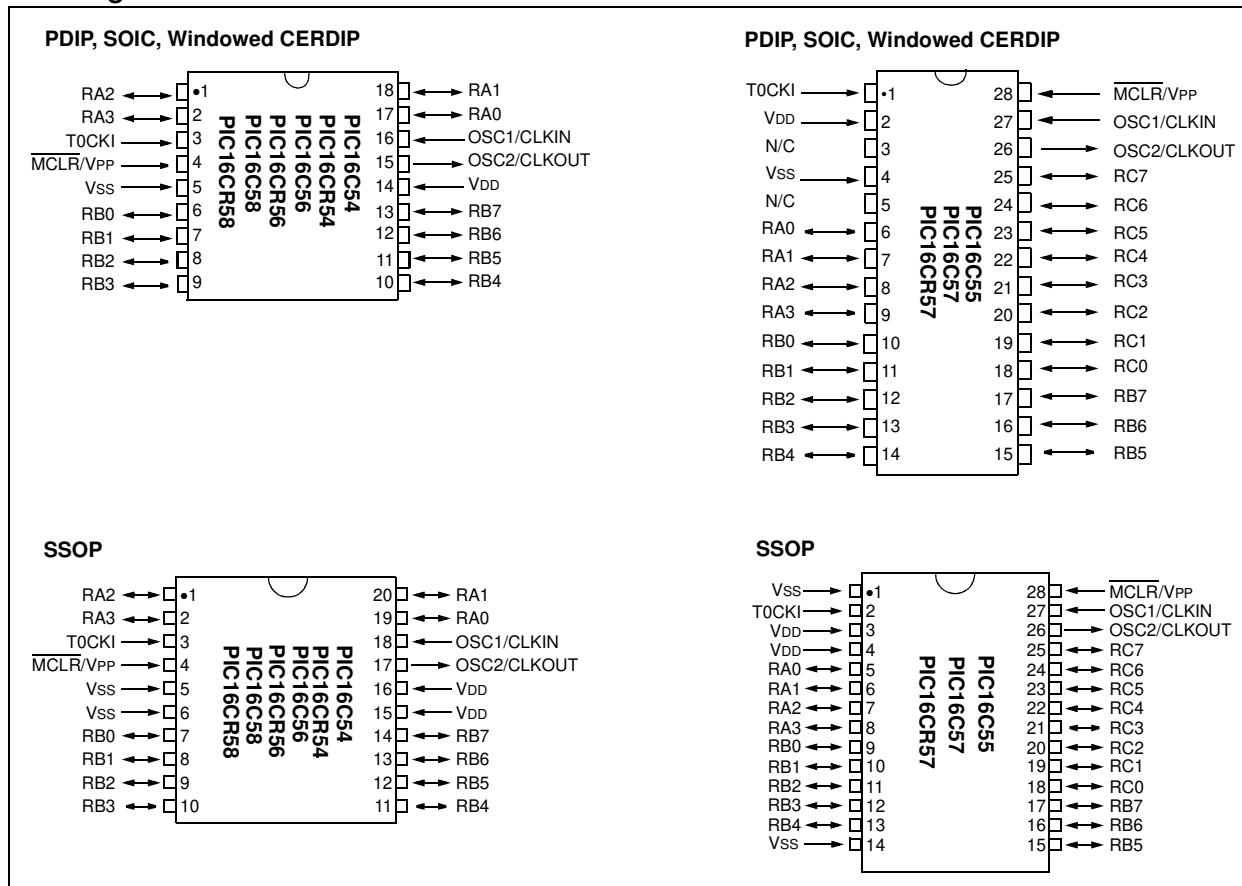 PDIP, SOIC, Windowed CERDIP
RA2 •1 18 RA1
RA3 2 17 RA0
T0CKI 3 16 OSC1/CLKIN
MCLR/VPP 4 15 OSC2/CLKOUT
VSS 5 14 VDD
RB0 6 13 RB7
RB1 7 12 RB6
RB2 8 11 RB5
RB3 9 10 RB4
PIC16C54
PIC16CR54
PIC16C56
PIC16CR56
PIC16C58
PIC16CR58
PDIP, SOIC, Windowed CERDIP
T0CKI •1 28 MCLR/VPP
VDD 2 27 OSC1/CLKIN
N/C 3 26 OSC2/CLKOUT
VSS 4 25 RC7
N/C 5 24 RC6
RA0 6 23 RC5
RA1 7 22 RC4
RA2 8 21 RC3
RA3 9 20 RC2
RB0 10 19 RC1
RB1 11 18 RC0
RB2 12 17 RB7
RB3 13 16 RB6
RB4 14 15 RB5
PIC16C55
PIC16C57
PIC16CR57
SSOP
RA2 •1 20 RA1
RA3 2 19 RA0
T0CKI 3 18 OSC1/CLKIN
MCLR/VPP 4 17 OSC2/CLKOUT
VSS 5 16 VDD
VSS 6 15 VDD
RB0 7 14 RB7
RB1 8 13 RB6
RB2 9 12 RB5
RB3 10 11 RB4
PIC16C54
PIC16CR54
PIC16C56
PIC16CR56
PIC16C58
PIC16CR58
SSOP
VSS •1 28 MCLR/VPP
T0CKI 2 27 OSC1/CLKIN
VDD 3 26 OSC2/CLKOUT
VDD 4 25 RC7
RA0 5 24 RC6
RA1 6 23 RC5
RA2 7 22 RC4
RA3 8 21 RC3
RB0 9 20 RC2
RB1 10 19 RC1
RB2 11 18 RC0
RB3 12 17 RB7
RB4 13 16 RB6
VSS 14 15 RB5
PIC16C55
PIC16C57
PIC16CR57